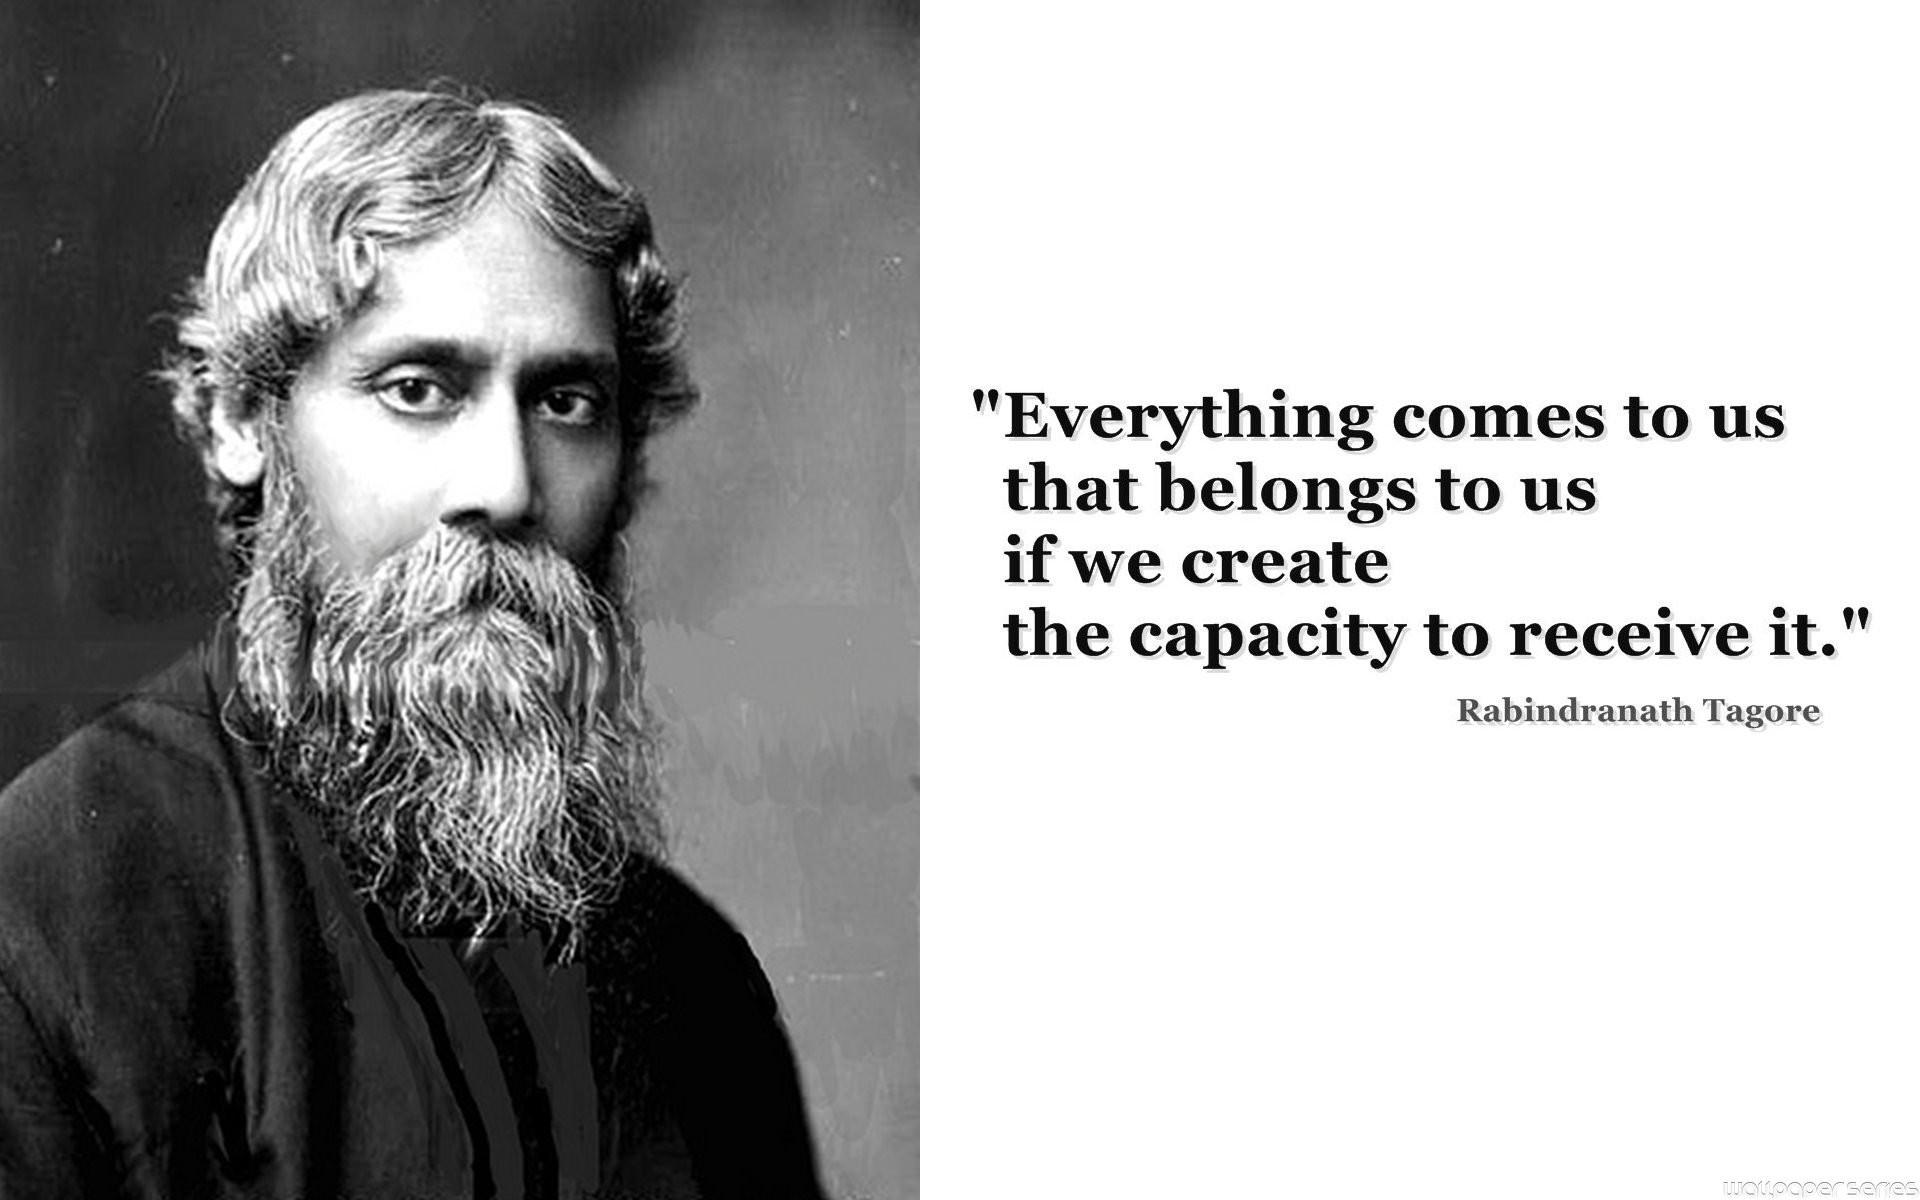 "Everything comes to us
that belongs to us
if we create
the capacity to receive it."
Rabindranath Tagore
wallpaperseries